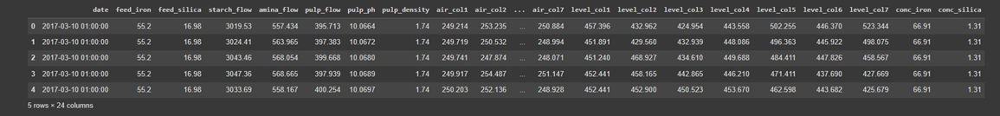 date feed_iron feed_silica starch_flow amina_flow pulp_flow pulp_ph pulp_density air_col1 air_col2 ... air_col7 level_col1 level_col2 level_col3 level_col4 level_col5 level_col6 level_col7 conc_iron conc_silica
0 2017-03-10 01:00:00 55.2 16.98 3019.53 557.434 395.713 10.0664 1.74 249.214 253.235 ... 250.884 457.396 432.962 424.954 443.558 502.255 446.370 523.344 66.91 1.31
1 2017-03-10 01:00:00 55.2 16.98 3024.41 563.965 397.383 10.0672 1.74 249.719 250.532 ... 248.994 451.891 429.560 432.939 448.086 496.363 445.922 498.075 66.91 1.31
2 2017-03-10 01:00:00 55.2 16.98 3043.46 568.054 399.668 10.0680 1.74 249.741 247.874 ... 248.071 451.240 468.927 434.610 449.688 484.411 447.826 458.567 66.91 1.31
3 2017-03-10 01:00:00 55.2 16.98 3047.36 568.665 397.939 10.0689 1.74 249.917 254.487 ... 251.147 452.441 458.165 442.865 446.210 471.411 437.690 427.669 66.91 1.31
4 2017-03-10 01:00:00 55.2 16.98 3033.69 558.167 400.254 10.0697 1.74 250.203 252.136 ... 248.928 452.441 452.900 450.523 453.670 462.598 443.682 425.679 66.91 1.31
5 rows × 24 columns